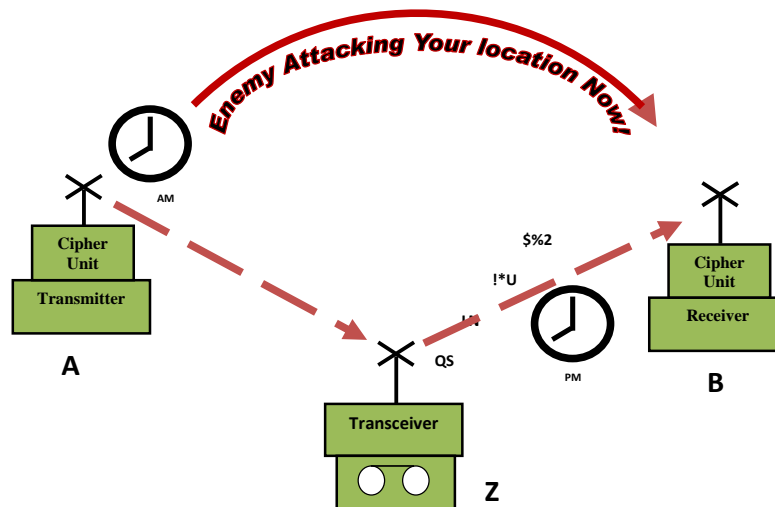 Enemy Attacking Your location Now!
AM
Cipher
Unit
Transmitter
A
$%2
!*U
QS
PM
Cipher
Unit
Receiver
B
Transceiver
Z